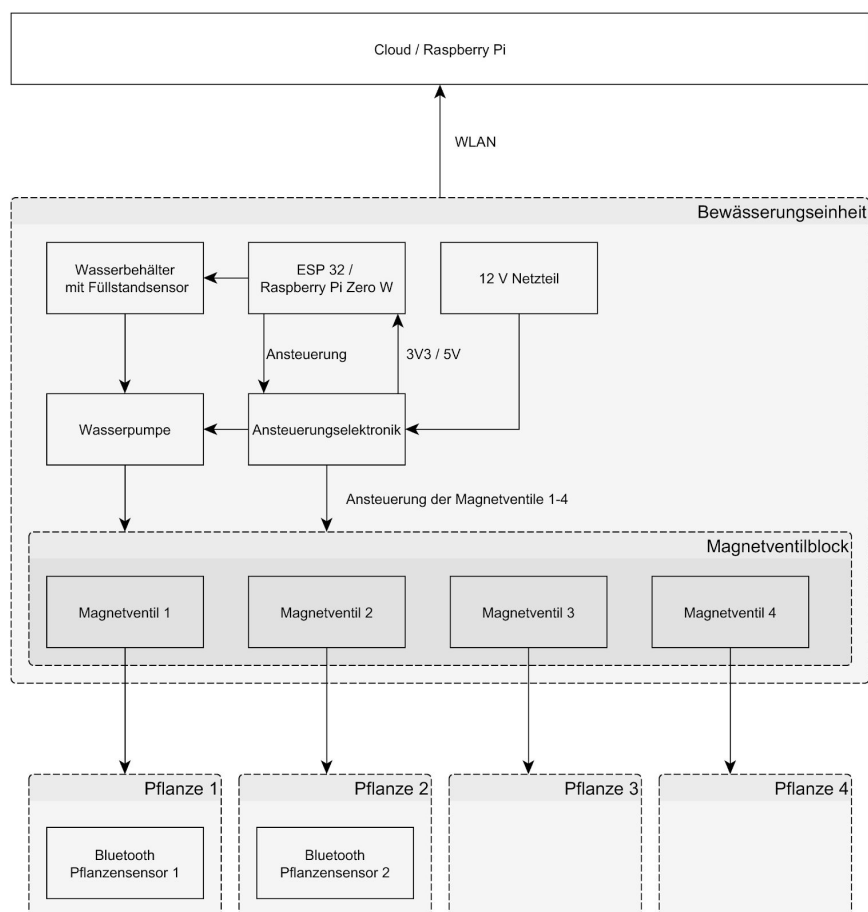 Cloud / Raspberry Pi
WLAN
Bewässerungseinheit
Wasserbehälter
mit Füllstandsensor
ESP 32 /
Raspberry Pi Zero W
12 V Netzteil
Ansteuerung
3V3 / 5V
Wasserpumpe
Ansteuerungselektronik
Ansteuerung der Magnetventile 1-4
Magnetventilblock
Magnetventil 1
Magnetventil 2
Magnetventil 3
Magnetventil 4
Pflanze 1
Pflanze 2
Pflanze 3
Pflanze 4
Bluetooth
Pflanzensensor 1
Bluetooth
Pflanzensensor 2